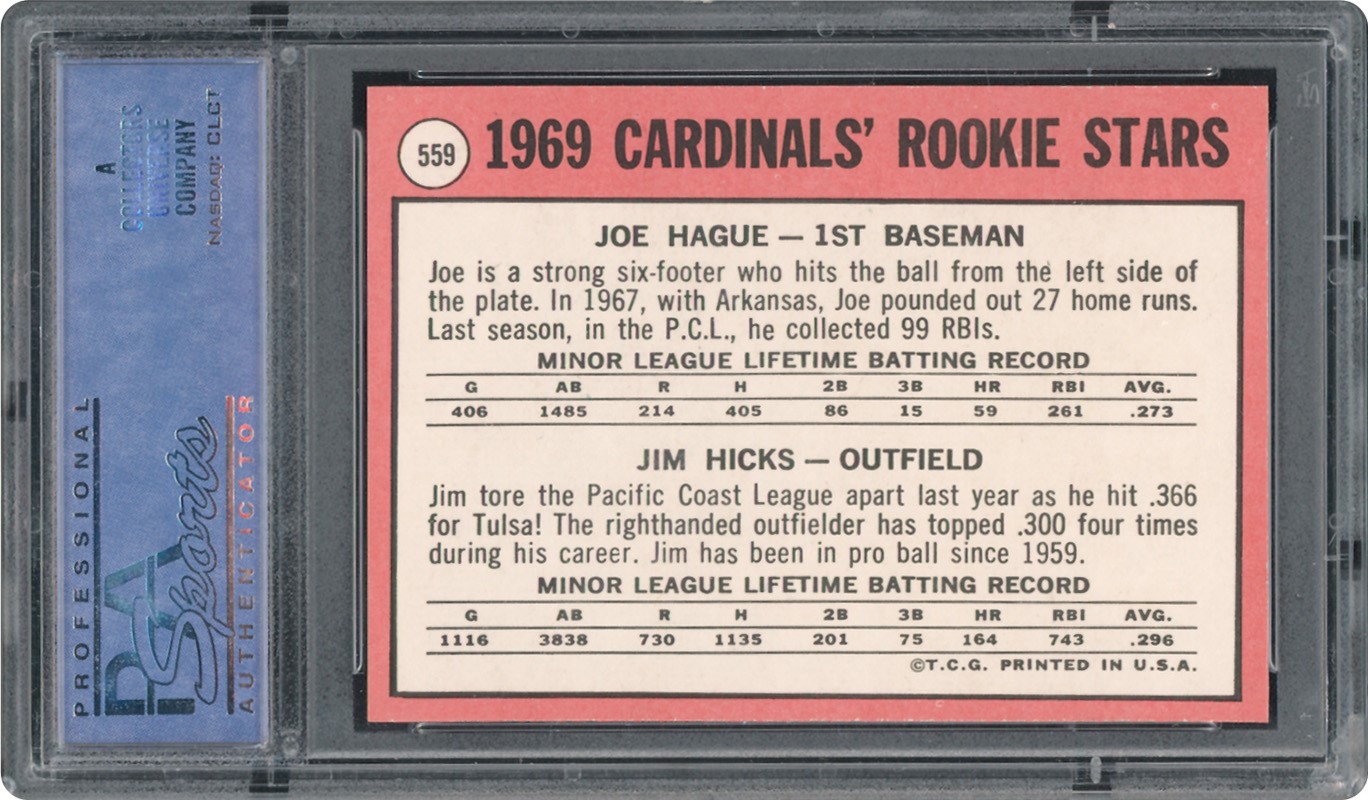 A
COLLECTORS
UNIVERSE
COMPANY
NASDAQ: CLCT
PROFESSIONAL
PSA
Sports
AUTHENTICATOR
559
1969 CARDINALS' ROOKIE STARS
JOE HAGUE — 1ST BASEMAN
Joe is a strong six-footer who hits the ball from the left side of
the plate. In 1967, with Arkansas, Joe pounded out 27 home runs.
Last season, in the P.C.L., he collected 99 RBIs.
MINOR LEAGUE LIFETIME BATTING RECORD
G AB R H 2B 3B HR RBI AVG.
406 1485 214 405 86 15 59 261 .273
JIM HICKS — OUTFIELD
Jim tore the Pacific Coast League apart last year as he hit .366
for Tulsa! The righthanded outfielder has topped .300 four times
during his career. Jim has been in pro ball since 1959.
MINOR LEAGUE LIFETIME BATTING RECORD
G AB R H 2B 3B HR RBI AVG.
1116 3838 730 1135 201 75 164 743 .296
©T.C.G. PRINTED IN U.S.A.